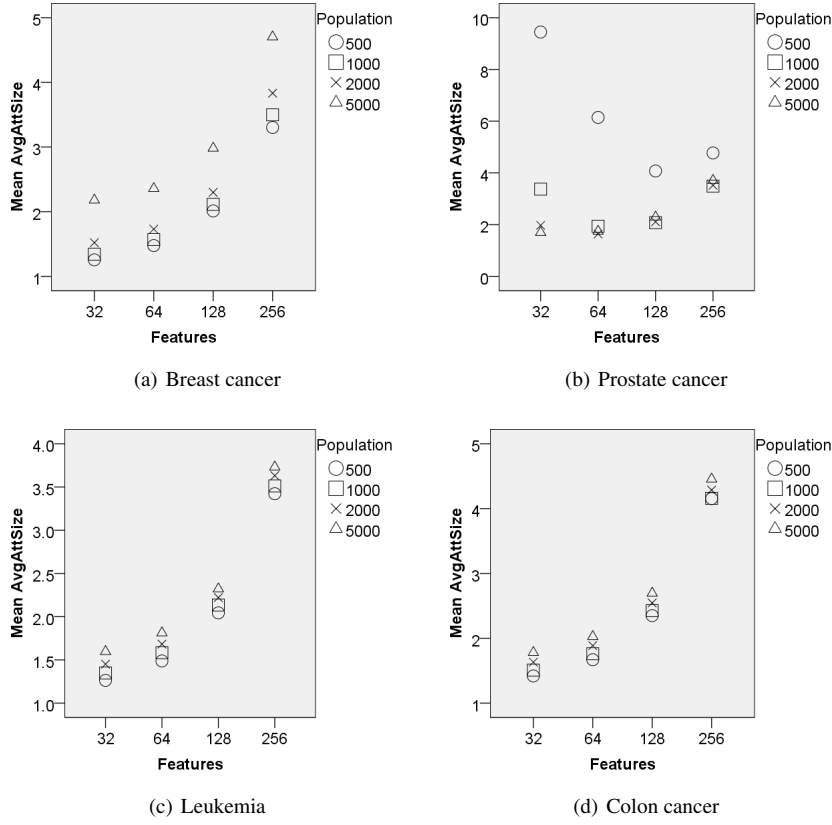 Mean AvgAttSize
5
4
3
2
1
32 64 128 256
Features
Population
500
1000
2000
5000
(a) Breast cancer
Mean AvgAttSize
10
8
6
4
2
0
32 64 128 256
Features
Population
500
1000
2000
5000
(b) Prostate cancer
Mean AvgAttSize
4.0
3.5
3.0
2.5
2.0
1.5
1.0
32 64 128 256
Features
Population
500
1000
2000
5000
(c) Leukemia
Mean AvgAttSize
5
4
3
2
1
32 64 128 256
Features
Population
500
1000
2000
5000
(d) Colon cancer